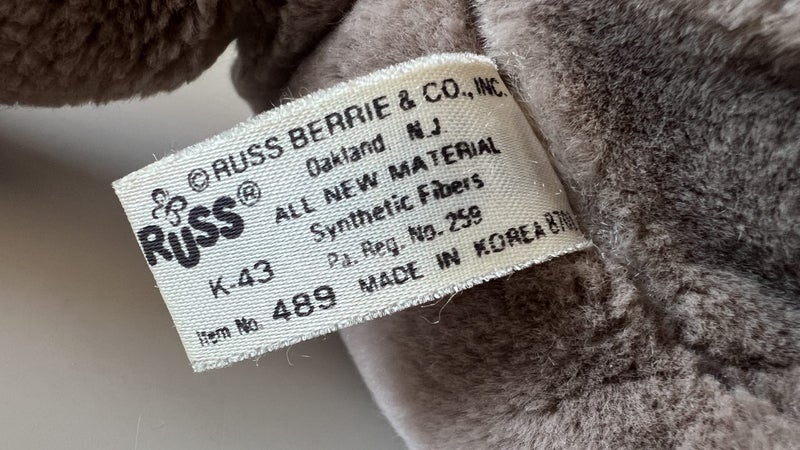 © RUSS BERRIE & CO., INC.
Oakland N.J.
RUSS®
ALL NEW MATERIAL
Synthetic Fibers
K-43
Pa. Reg. No. 259
Item No. 489
MADE IN KOREA